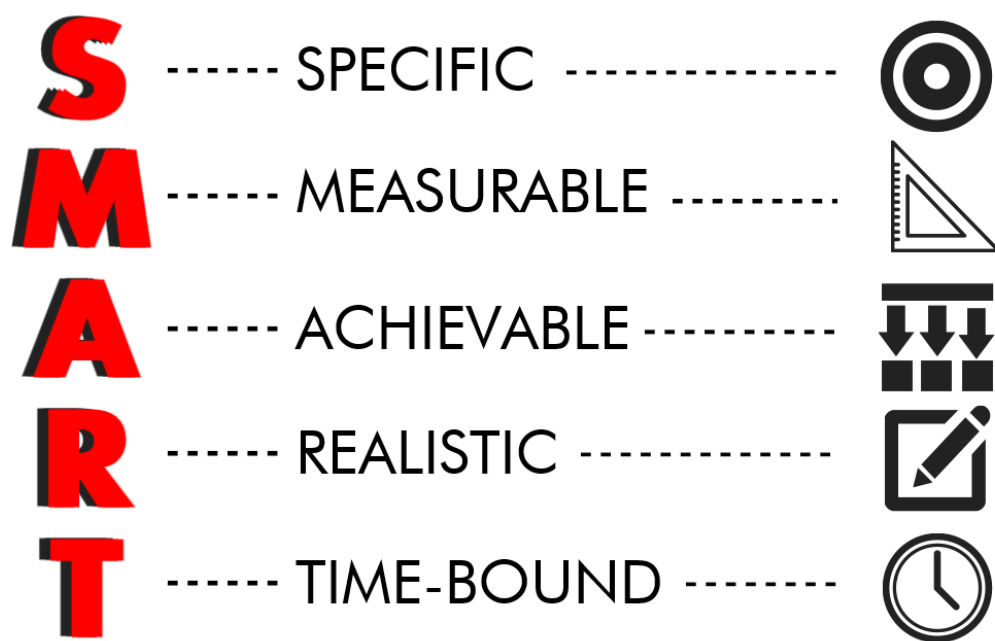 S ------ SPECIFIC
M ------ MEASURABLE
A ------ ACHIEVABLE
R ------ REALISTIC
T ------ TIME-BOUND